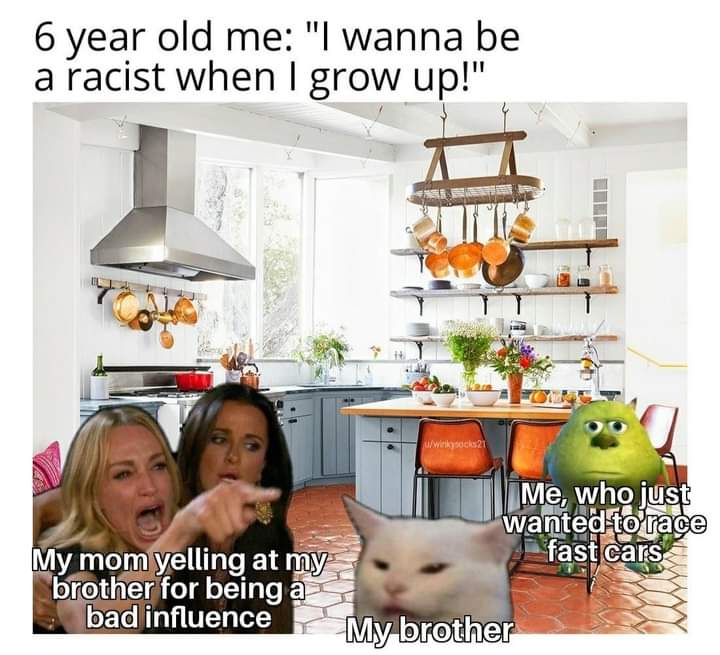 6 year old me: "I wanna be
a racist when I grow up!"
u/winkysocks21
Me, who just
wanted to race
fast cars
My mom yelling at my
brother for being a
bad influence
My brother